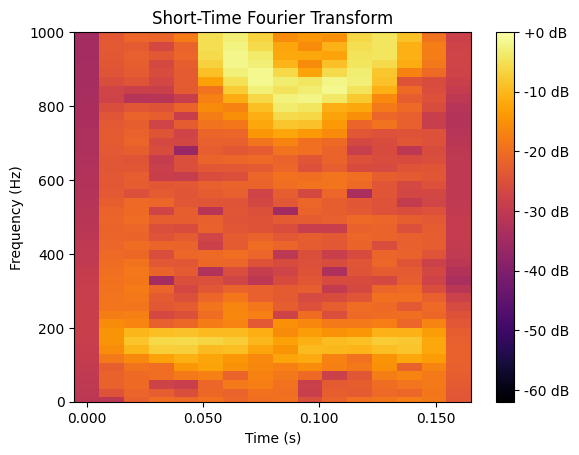 Short-Time Fourier Transform
Frequency (Hz)
1000
800
600
400
200
0
0.000
0.050
0.100
0.150
Time (s)
+0 dB
-10 dB
-20 dB
-30 dB
-40 dB
-50 dB
-60 dB